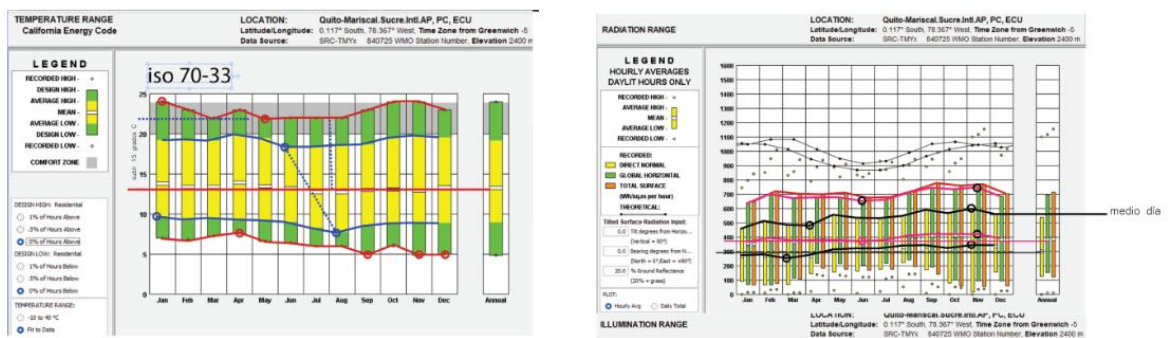 TEMPERATURE RANGE
California Energy Code
LOCATION: Quito-Mariscal.Sucre.Intl.AP, PC, ECU
Latitude/Longitude: 0.117° South, 78.367° West, Time Zone from Greenwich -5
Data Source: SRC-TMYx 840725 WMO Station Number, Elevation 2400 m
LEGEND
RECORDED HIGH -
DESIGN HIGH -
AVERAGE HIGH -
MEAN -
AVERAGE LOW -
DESIGN LOW -
RECORDED LOW -
COMFORT ZONE
DESIGN HIGH: Residential
1% of Hours Above
.5% of Hours Above
0% of Hours Above
DESIGN LOW: Residential
1% of Hours Below
.5% of Hours Below
0% of Hours Below
TEMPERATURE RANGE:
-10 to 40 °C
Fit to Data
iso 70-33
subir 15 grados C
25
20
15
10
5
0
Jan Feb Mar Apr May Jun Jul Aug Sep Oct Nov Dec Annual
RADIATION RANGE
LOCATION: Quito-Mariscal.Sucre.Intl.AP, PC, ECU
Latitude/Longitude: 0.117° South, 78.367° West, Time Zone from Greenwich -5
Data Source: SRC-TMYx 840725 WMO Station Number, Elevation 2400 m
LEGEND
HOURLY AVERAGES
DAYLIT HOURS ONLY
RECORDED HIGH -
AVERAGE HIGH -
MEAN -
AVERAGE LOW -
RECORDED LOW -
RECORDED:
DIRECT NORMAL
GLOBAL HORIZONTAL
TOTAL SURFACE
(Wh/sq.m per hour)
THEORETICAL:
Tilted Surface Radiation Input:
0.0 Tilt degrees from Horizo...
(Vertical = 90°)
0.0 Bearing degrees from N...
(North = 0°,East = +90°)
20.0 % Ground Reflectance
(20% = grass)
PLOT:
Hourly Avg Daily Total
1600
1500
1400
1300
1200
1100
1000
900
800
700
600
500
400
300
200
100
0
Jan Feb Mar Apr May Jun Jul Aug Sep Oct Nov Dec Annual
medio dia
ILLUMINATION RANGE
LOCATION: Quito-Mariscal.Sucre.Intl.AP, PC, ECU
Latitude/Longitude: 0.117° South, 78.367° West, Time Zone from Greenwich -5
Data Source: SRC-TMYx 840725 WMO Station Number, Elevation 2400 m